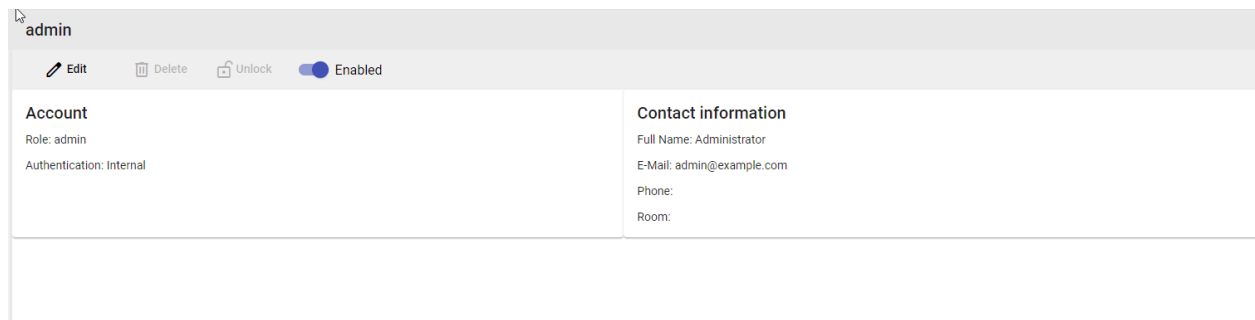 admin
Edit Delete Unlock Enabled
Account
Role: admin
Authentication: Internal
Contact information
Full Name: Administrator
E-Mail: admin@example.com
Phone:
Room: